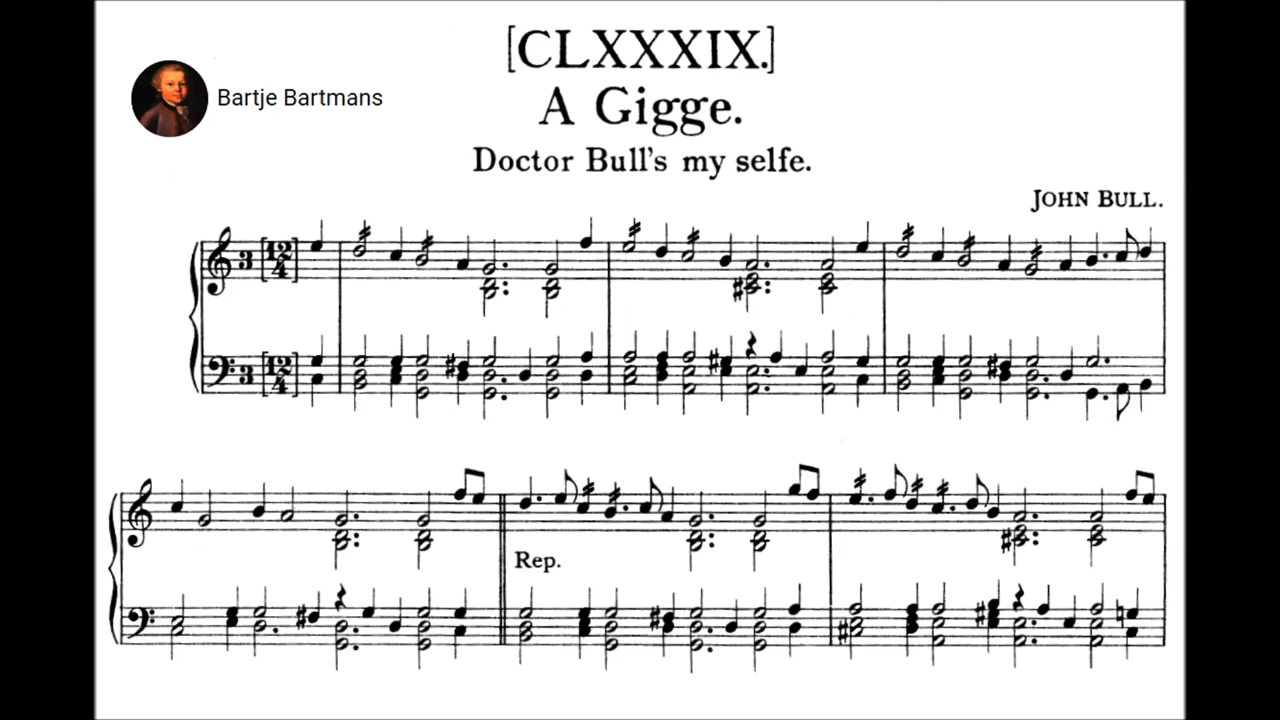 [CLXXXIX.]
Bartje Bartmans
A Gigge.
Doctor Bull's my selfe.
JOHN BULL.
3 [12/4]
3 [12/4]
Rep.